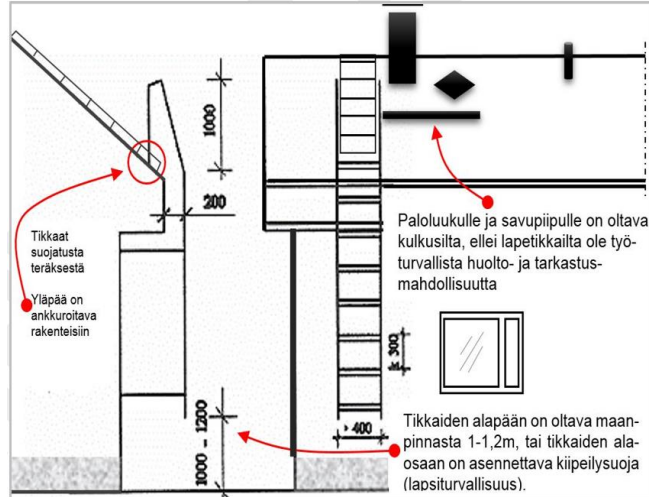 1000
200
Tikkaat
suojatusta
teräksestä
Yläpää on
ankkuroitava
rakenteisiin
Paloluukulle ja savupiipulle on oltava
kulkusilta, ellei lapetikkailta ole työ-
turvallista huolto- ja tarkastus-
mahdollisuutta
k 300
> 400
1000 - 1200
Tikkaiden alapään on oltava maan-
pinnasta 1-1,2m, tai tikkaiden ala-
osaan on asennettava kiipeilysuoja
(lapsiturvallisuus).